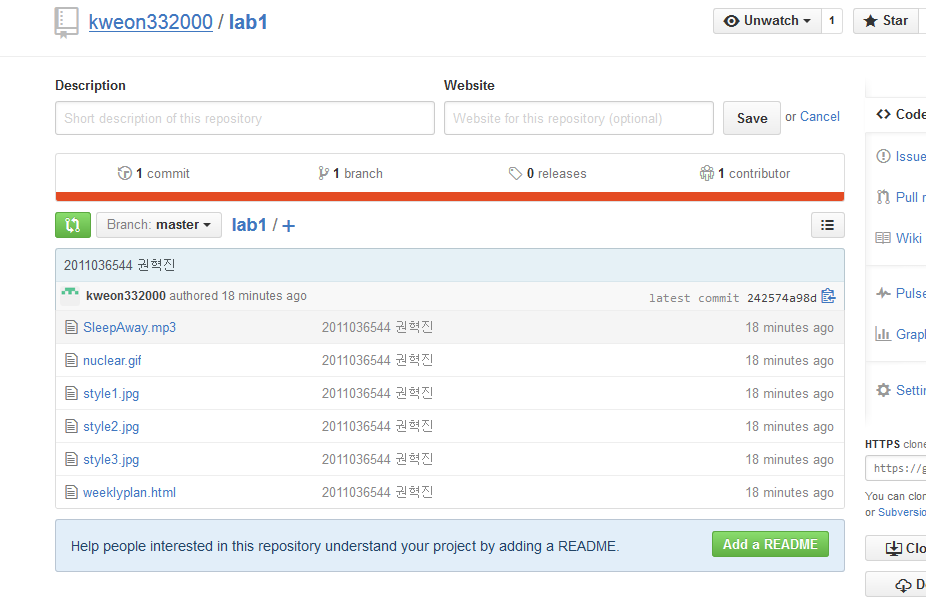 kweon332000 / lab1
Unwatch 1 Star
Description Website
Short description of this repository Website for this repository (optional) Save or Cancel
1 commit 1 branch 0 releases 1 contributor
Branch: master lab1 / +
2011036544 권혁진
kweon332000 authored 18 minutes ago latest commit 242574a98d
SleepAway.mp3 2011036544 권혁진 18 minutes ago
nuclear.gif 2011036544 권혁진 18 minutes ago
style1.jpg 2011036544 권혁진 18 minutes ago
style2.jpg 2011036544 권혁진 18 minutes ago
style3.jpg 2011036544 권혁진 18 minutes ago
weeklyplan.html 2011036544 권혁진 18 minutes ago
Help people interested in this repository understand your project by adding a README. Add a README
Code
Issue
Pull r
Wiki
Pulse
Grap
Settin
HTTPS clone
https://g
You can clon
or Subversio
Clo
D